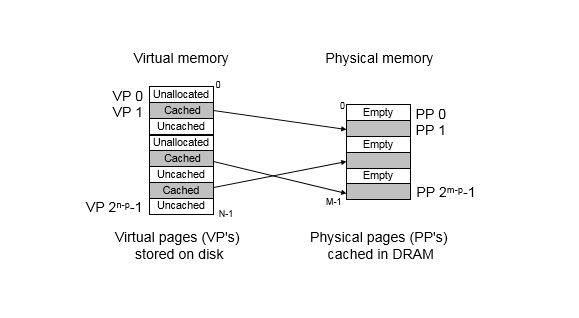 Virtual memory
Physical memory
0
VP 0
Unallocated
VP 1
Cached
Uncached
Unallocated
Cached
Uncached
Cached
VP 2ⁿ⁻ᵖ-1
Uncached
N-1
0
Empty
PP 0
PP 1
Empty
Empty
PP 2ᵐ⁻ᵖ-1
M-1
Virtual pages (VP's)
stored on disk
Physical pages (PP's)
cached in DRAM